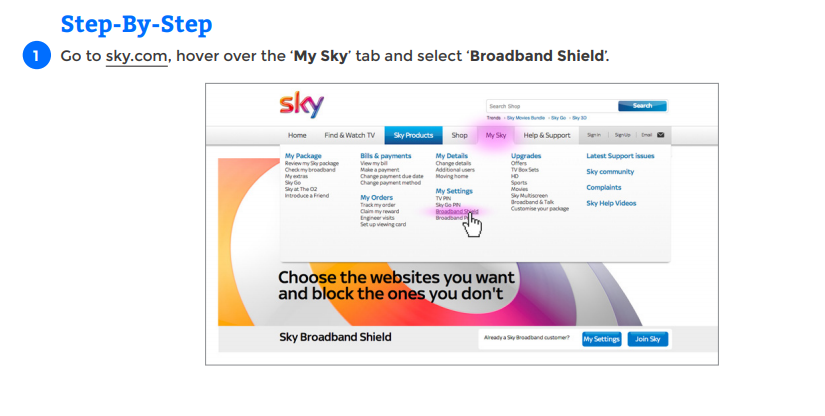 Step-By-Step
1 Go to sky.com, hover over the ‘My Sky’ tab and select ‘Broadband Shield’.
sky
Search Shop
Search
Trends - Sky Movies Bundle - Sky Go - Sky 3D
Home Find & Watch TV Sky Products Shop My Sky Help & Support Sign in Sign Up Email
My Package
Review my Sky package
Check my broadband
My extras
Sky Go
Sky at The O2
Introduce a Friend
Bills & payments
View my bill
Make a payment
Change payment due date
Change payment method
My Orders
Track my order
Claim my reward
Engineer visits
Set up viewing card
My Details
Change details
Additional users
Moving home
My Settings
TV PIN
Sky Go PIN
Broadband Shield
Broadband
Upgrades
Offers
TV Box Sets
HD
Sports
Movies
Sky Multiscreen
Broadband & Talk
Customise your package
Latest Support issues
Sky community
Complaints
Sky Help Videos
Choose the websites you want
and block the ones you don't
Sky Broadband Shield
Already a Sky Broadband customer?
My Settings
Join Sky